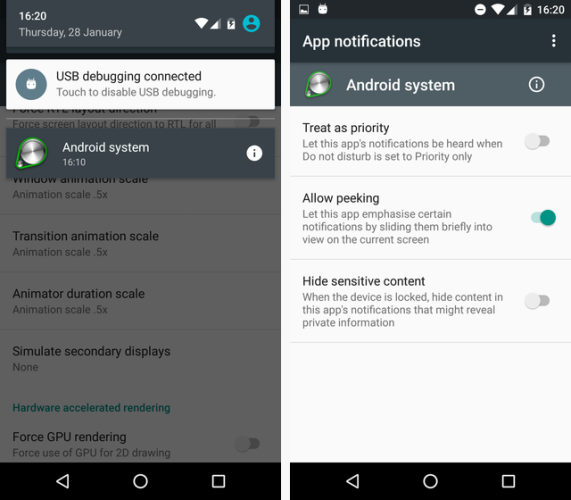 16:20
Thursday, 28 January
USB debugging connected
Touch to disable USB debugging.
Force RTL layout direction
Force screen layout direction to RTL for all
Android system
16:10
Window animation scale
Animation scale .5x
Transition animation scale
Animation scale .5x
Animator duration scale
Animation scale .5x
Simulate secondary displays
None
Hardware accelerated rendering
Force GPU rendering
Force use of GPU for 2D drawing
16:20
App notifications
Android system
Treat as priority
Let this app's notifications be heard when
Do not disturb is set to Priority only
Allow peeking
Let this app emphasise certain
notifications by sliding them briefly into
view on the current screen
Hide sensitive content
When the device is locked, hide content in
this app's notifications that might reveal
private information